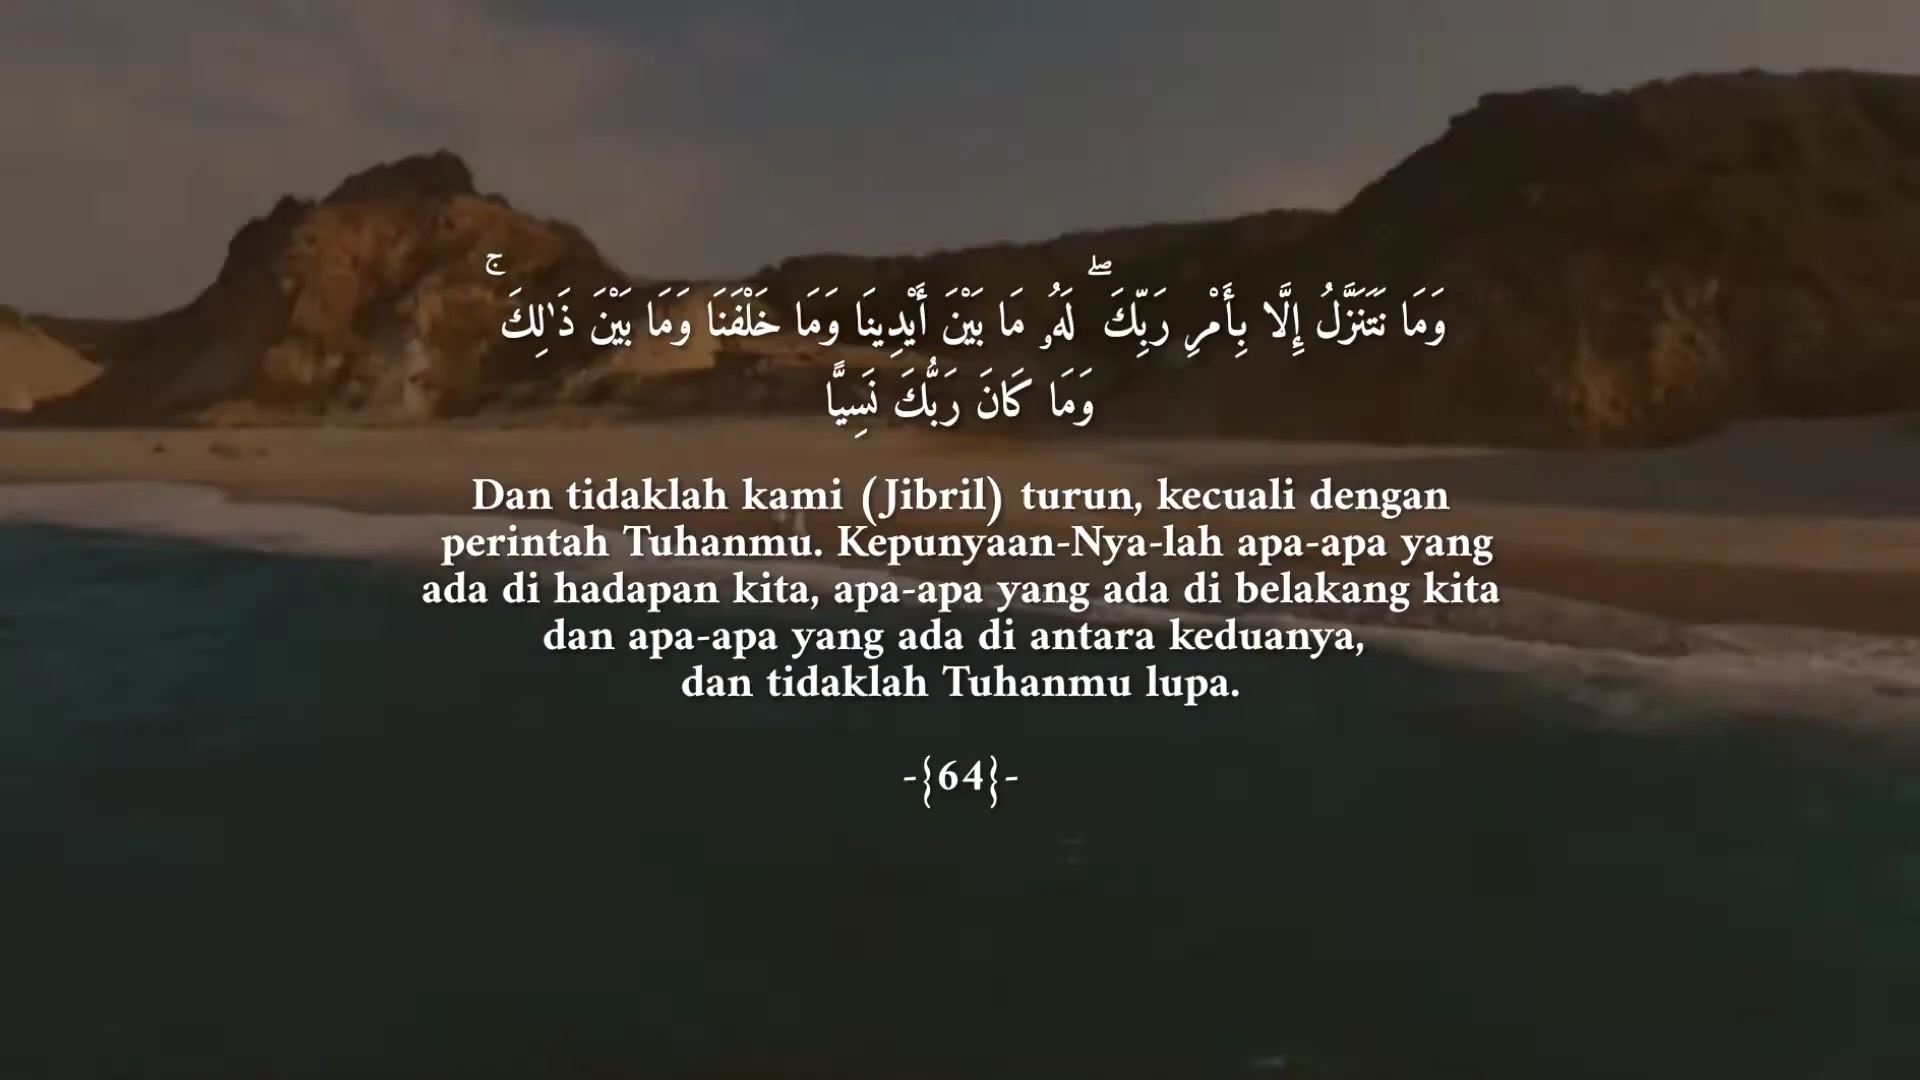 وَمَا نَتَنَزَّلُ إِلَّا بِأَمْرِ رَبِّكَ ۖ لَهُۥ مَا بَيْنَ أَيْدِينَا وَمَا خَلْفَنَا وَمَا بَيْنَ ذَٰلِكَ ۚ
وَمَا كَانَ رَبُّكَ نَسِيًّا
Dan tidaklah kami (Jibril) turun, kecuali dengan
perintah Tuhanmu. Kepunyaan-Nya-lah apa-apa yang
ada di hadapan kita, apa-apa yang ada di belakang kita
dan apa-apa yang ada di antara keduanya,
dan tidaklah Tuhanmu lupa.
-{64}-